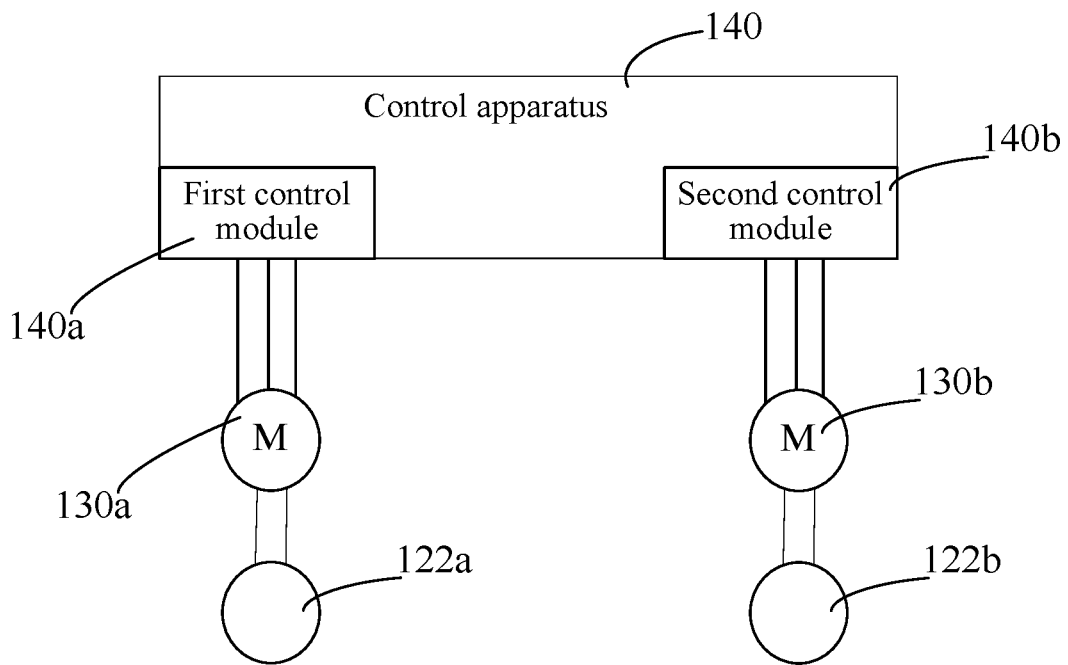 140
Control apparatus
140b
First control
module
Second control
module
140a
130b
M
M
130a
122a
122b